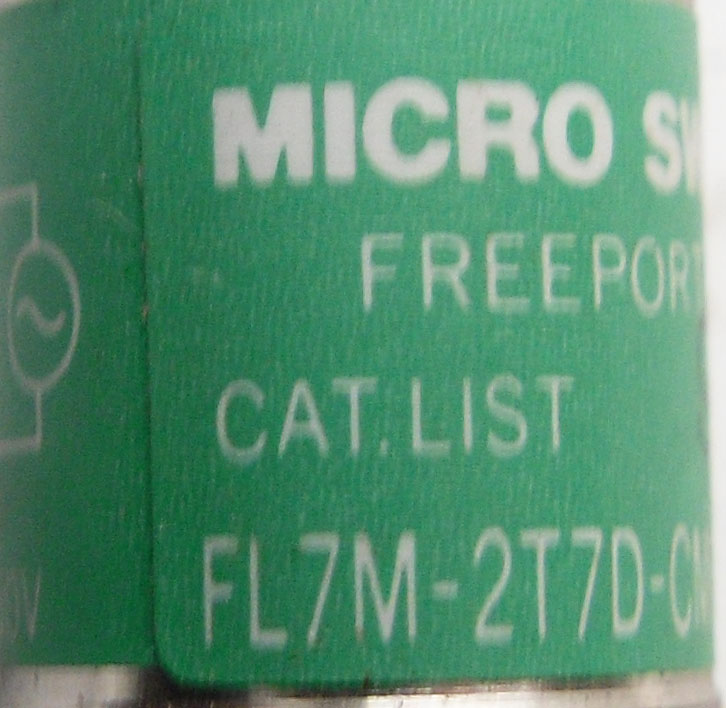 MICRO SW
FREEPORT
CAT.LIST
FL7M-2T7D-CN